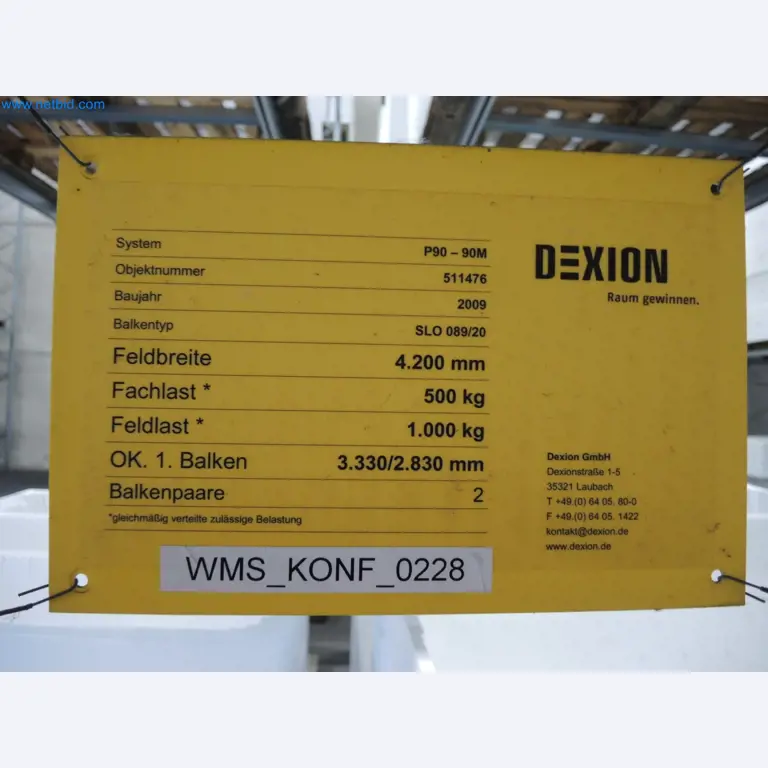 www.netbid.com
System P90 – 90M
Objektnummer 511476
Baujahr 2009
Balkentyp SLO 089/20
Feldbreite 4.200 mm
Fachlast * 500 kg
Feldlast * 1.000 kg
OK. 1. Balken 3.330/2.830 mm
Balkenpaare 2
*gleichmäßig verteilte zulässige Belastung
WMS_KONF_0228
DEXION
Raum gewinnen.
Dexion GmbH
Dexionstraße 1-5
35321 Laubach
T +49.(0) 64 05. 80-0
F +49.(0) 64 05. 1422
kontakt@dexion.de
www.dexion.de